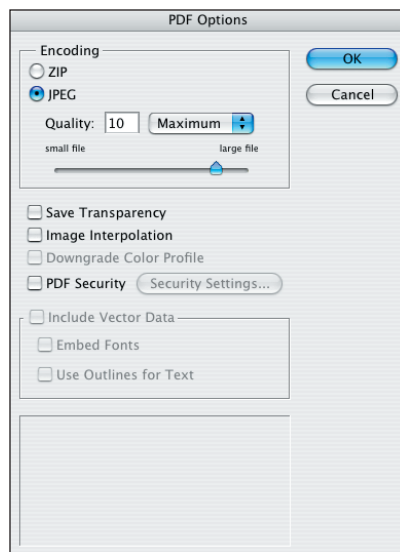 PDF Options
Encoding
ZIP
JPEG
Quality: 10 Maximum
small file large file
OK
Cancel
Save Transparency
Image Interpolation
Downgrade Color Profile
PDF Security Security Settings...
Include Vector Data
Embed Fonts
Use Outlines for Text